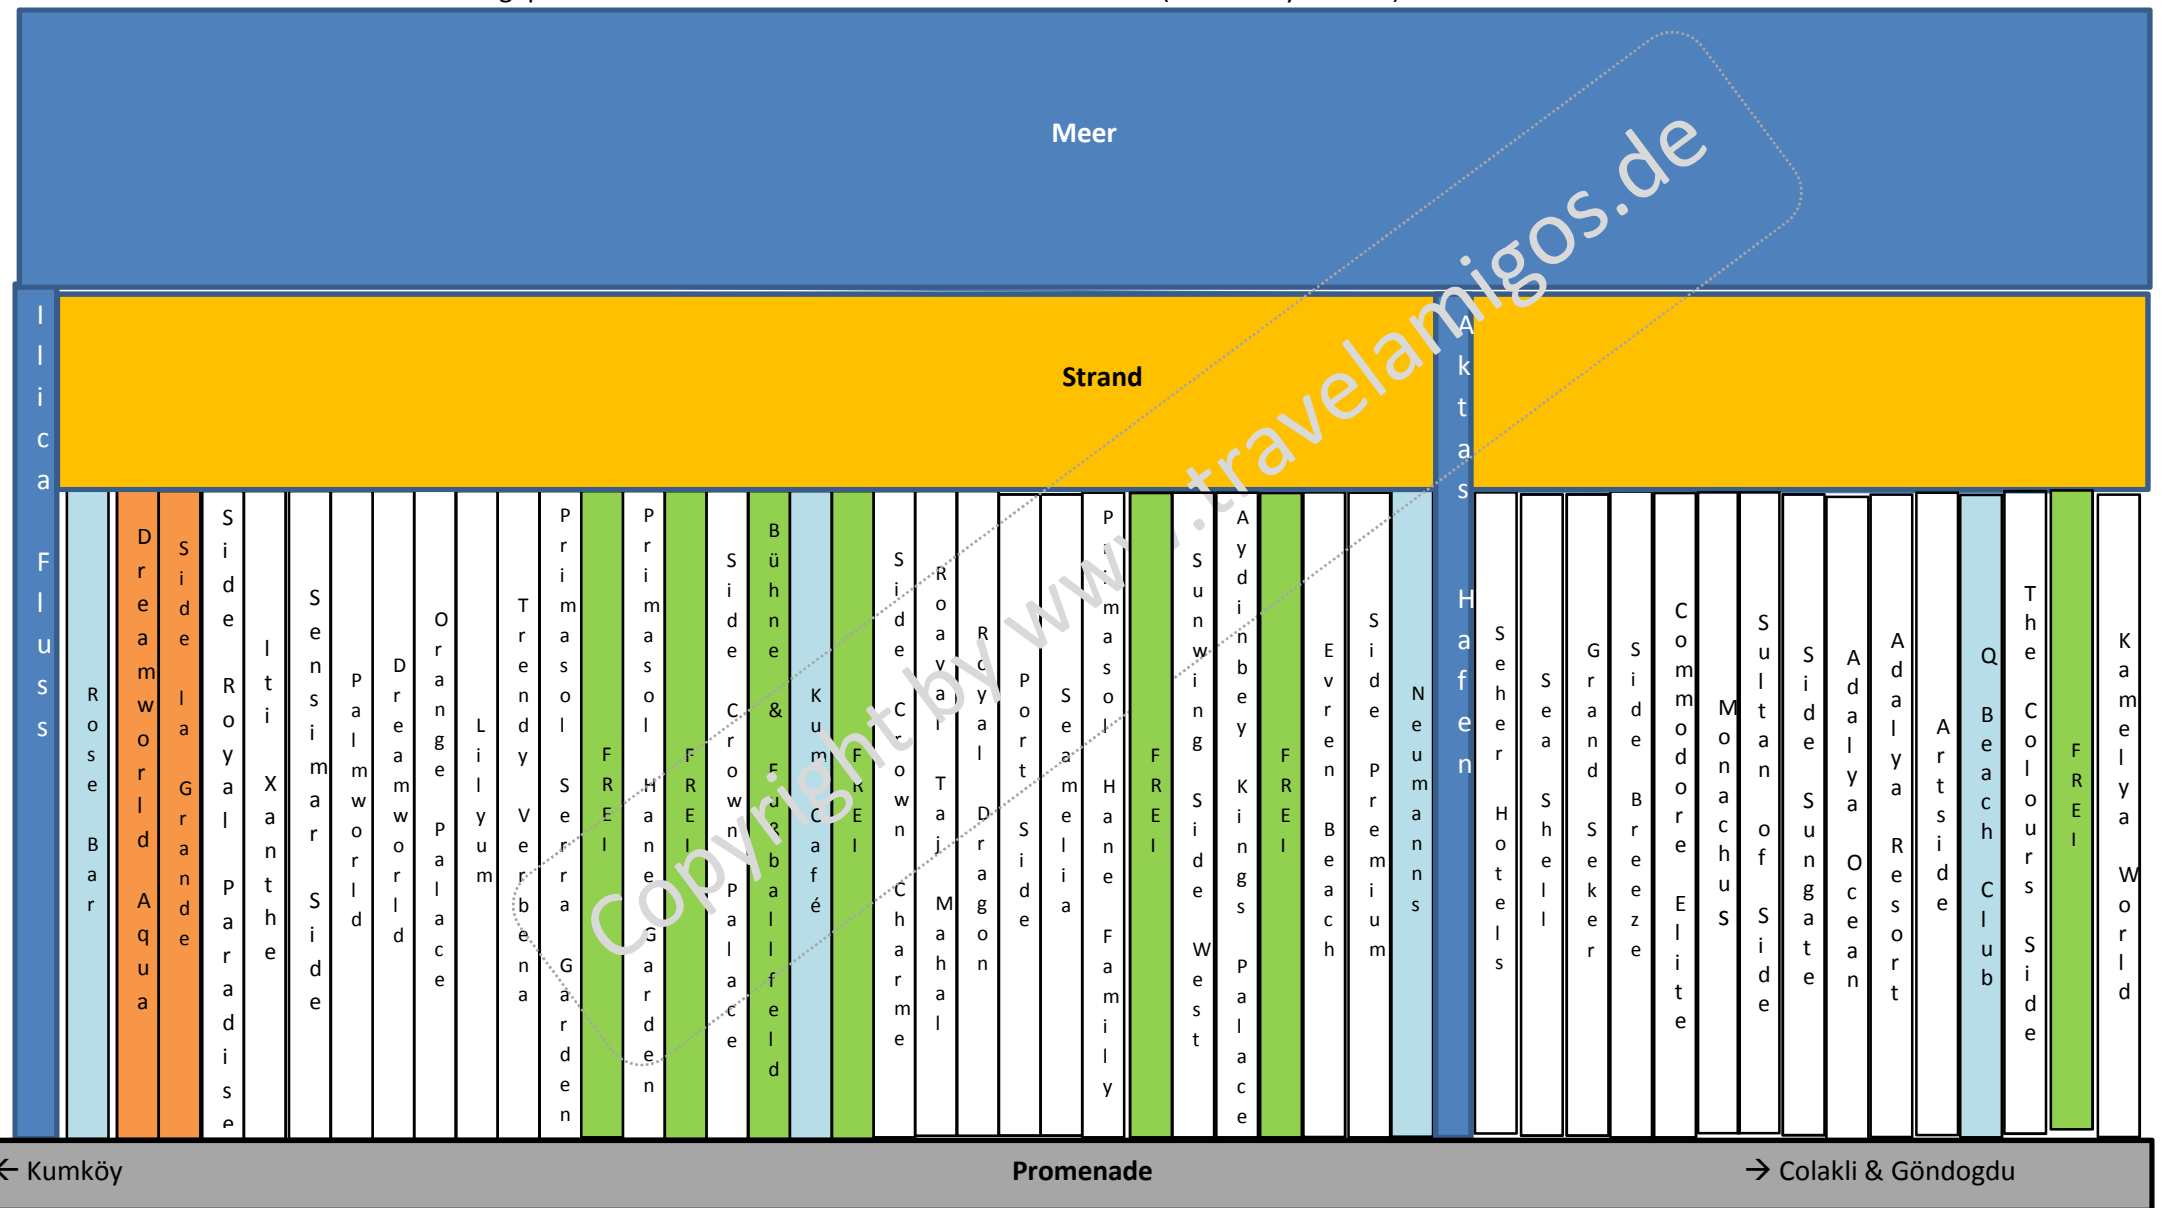 Meer
Strand
Ilica Fluss
Rose Bar
Dreamworld Aqua
Side la Grande
Side Royal Paradise
Iti Xanthe
Sensimar Side
Palmworld
Dreamworld
Orange Palace
Lilyum
Trendy Verbena
Primasol Serra Garden
FREI
Primasol Hane Garden
FREI
Side Crown Palace
Bühne & Fußballfeld
Kum Café
FREI
Side Crown Charme
Roayal Taj Mahal
Royal Dragon
Port Side
Seamelia
Primasol Hane Family
FREI
Sunwing Side West
Aydinbey Kings Palace
FREI
Evren Beach
Side Premium
Neumanns
Aktas Hafen
Seher Hotels
Sea Shell
Grand Seker
Side Breeze
Commodore Elite
Monachus
Sultan of Side
Side Sungate
Adalya Ocean
Adalya Resort
Artside
Q Beach Club
The Colours Side
FREI
Kamelya World
← Kumköy
Promenade
→ Colakli & Göndogdu
Copyright by www.travelamigos.de